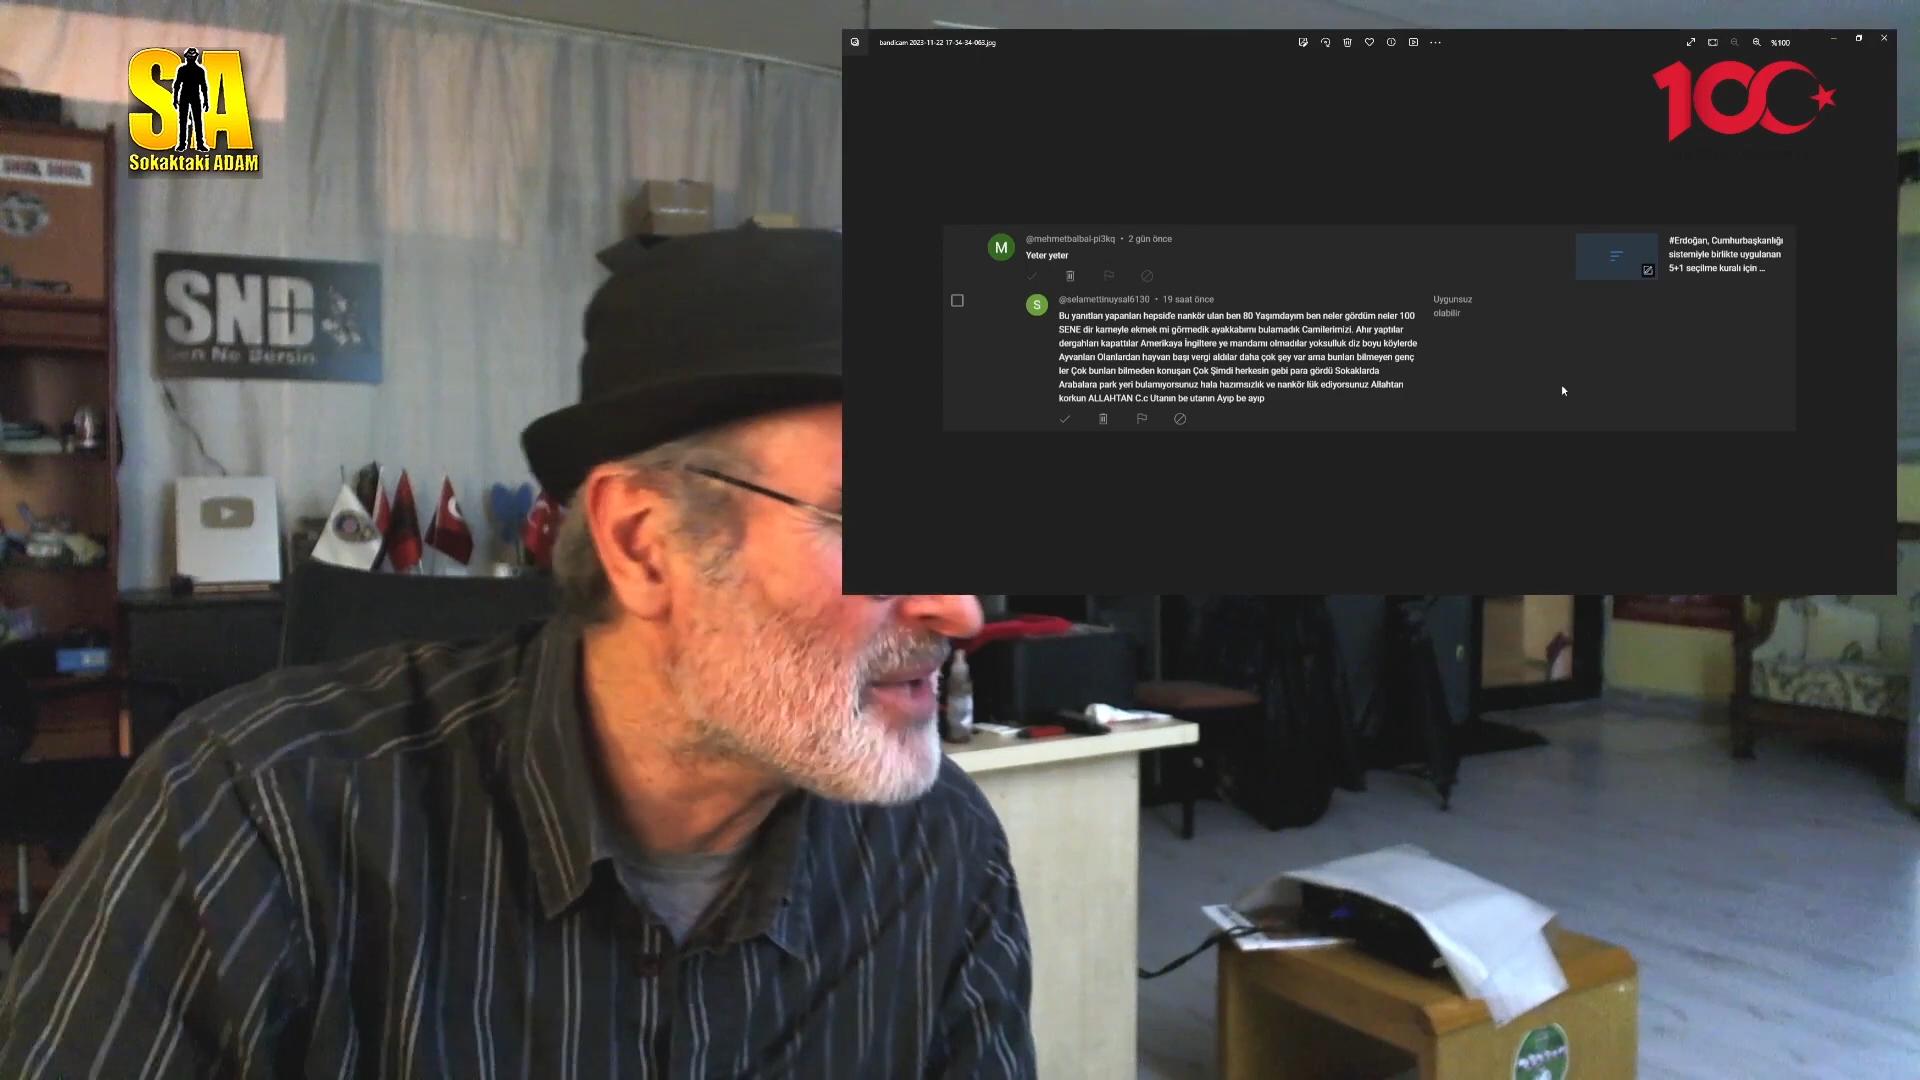 SA
Sokaktaki ADAM
SND
Sen Ne Dersin
bandicam 2023-11-22 17-54-34-063.jpg
%100
100
@mehmetbalbal-pi3kq • 2 gün önce
Yeter yeter
#Erdoğan, Cumhurbaşkanlığı
sistemiyle birlikte uygulanan
5+1 seçilme kuralı için ...
M
S
@selamettinuysal6130 • 19 saat önce
Uygunsuz
olabilir
Bu yanıtları yapanları hepside nankör ulan ben 80 Yaşımdayım ben neler gördüm neler 100
SENE dir karneyle ekmek mi görmedik ayakkabımı bulamadık Camilerimizi. Ahır yaptılar
dergahları kapattılar Amerikaya İngiltere ye mandamı olmadılar yoksulluk diz boyu köylerde
Ayvanları Olanlardan hayvan başı vergi aldılar daha çok şey var ama bunları bilmeyen genç
ler Çok bunları bilmeden konuşan Çok Şimdi herkesin gebi para gördü Sokaklarda
Arabalara park yeri bulamıyorsunuz hala hazımsızlık ve nankör lük ediyorsunuz Allahtan
korkun ALLAHTAN C.c Utanın be utanın Ayıp be ayıp